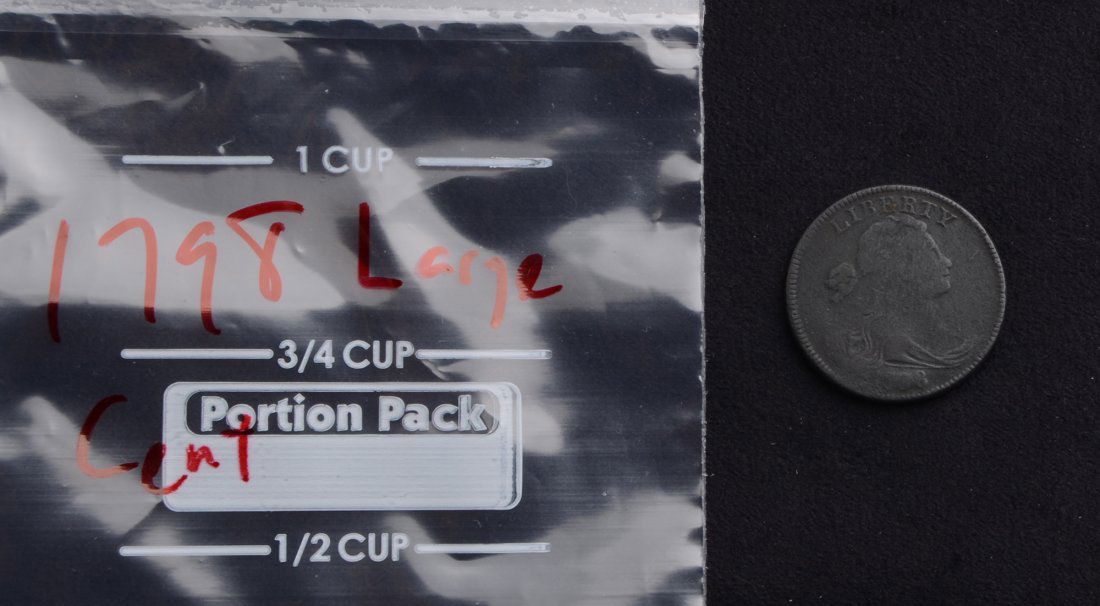 1 CUP
1798 Large
3/4 CUP
Portion Pack
Cent
1/2 CUP
LIBERTY